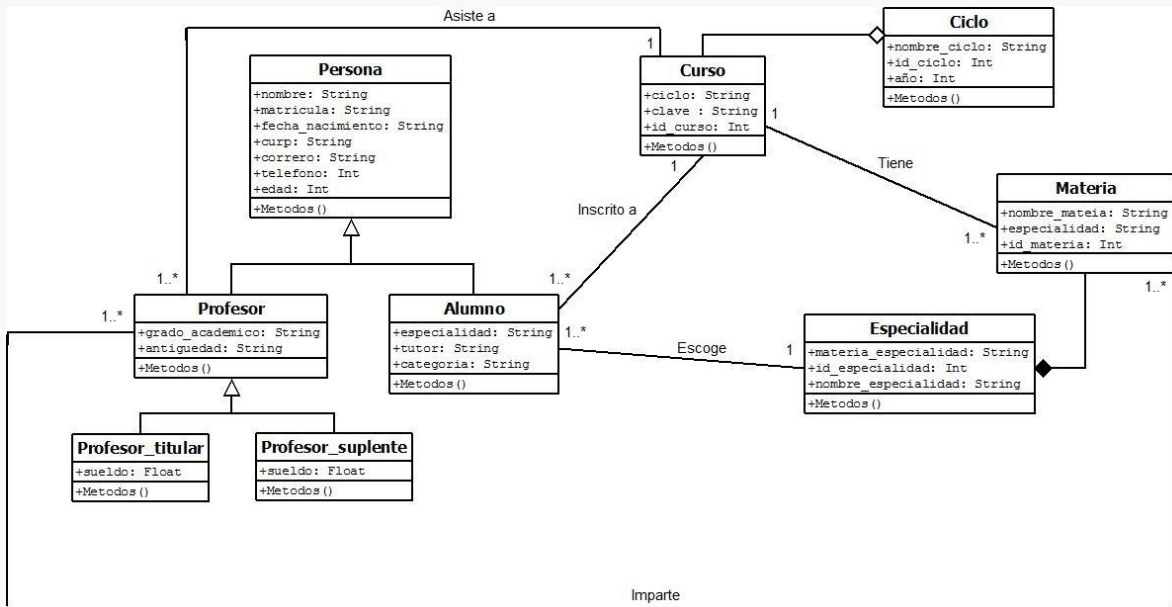 Asiste a
1
Ciclo
+nombre_ciclo: String
+id_ciclo: Int
+año: Int
+Metodos()
Persona
+nombre: String
+matricula: String
+fecha_nacimiento: String
+curp: String
+correro: String
+telefono: Int
+edad: Int
+Metodos()
Curso
+ciclo: String
+clave : String
+id_curso: Int
+Metodos()
1
1
Tiene
Inscrito a
Materia
+nombre_mateia: String
+especialidad: String
+id_materia: Int
+Metodos()
1..*
1..*
1..*
1..*
1..*
Profesor
+grado_academico: String
+antiguedad: String
+Metodos()
Alumno
+especialidad: String
+tutor: String
+categoria: String
+Metodos()
1..*
Escoge
1
Especialidad
+materia_especialidad: String
+id_especialidad: Int
+nombre_especialidad: String
+Metodos()
Profesor_titular
+sueldo: Float
+Metodos()
Profesor_suplente
+sueldo: Float
+Metodos()
Imparte